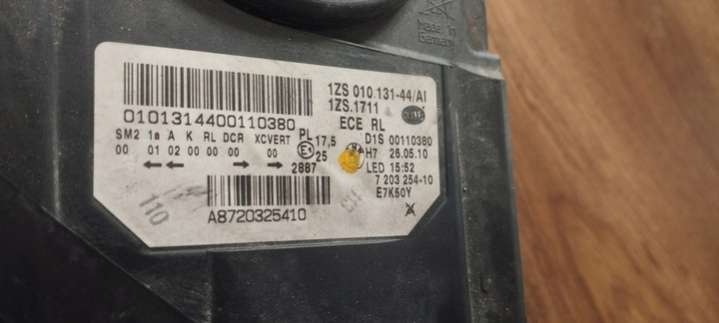 Made in
Germany
1ZS 010.131-44/AI
1ZS.1711
0101314400110380
ECE RL
SM2 1a A K RL DCR XCVERT PL 17,5
D1S 00110380
00 01 02 00 00 00 00 E1 25
H7 26.05.10
2887
LED 15:52
7 203 254-10
E7K50Y
A8720325410
110